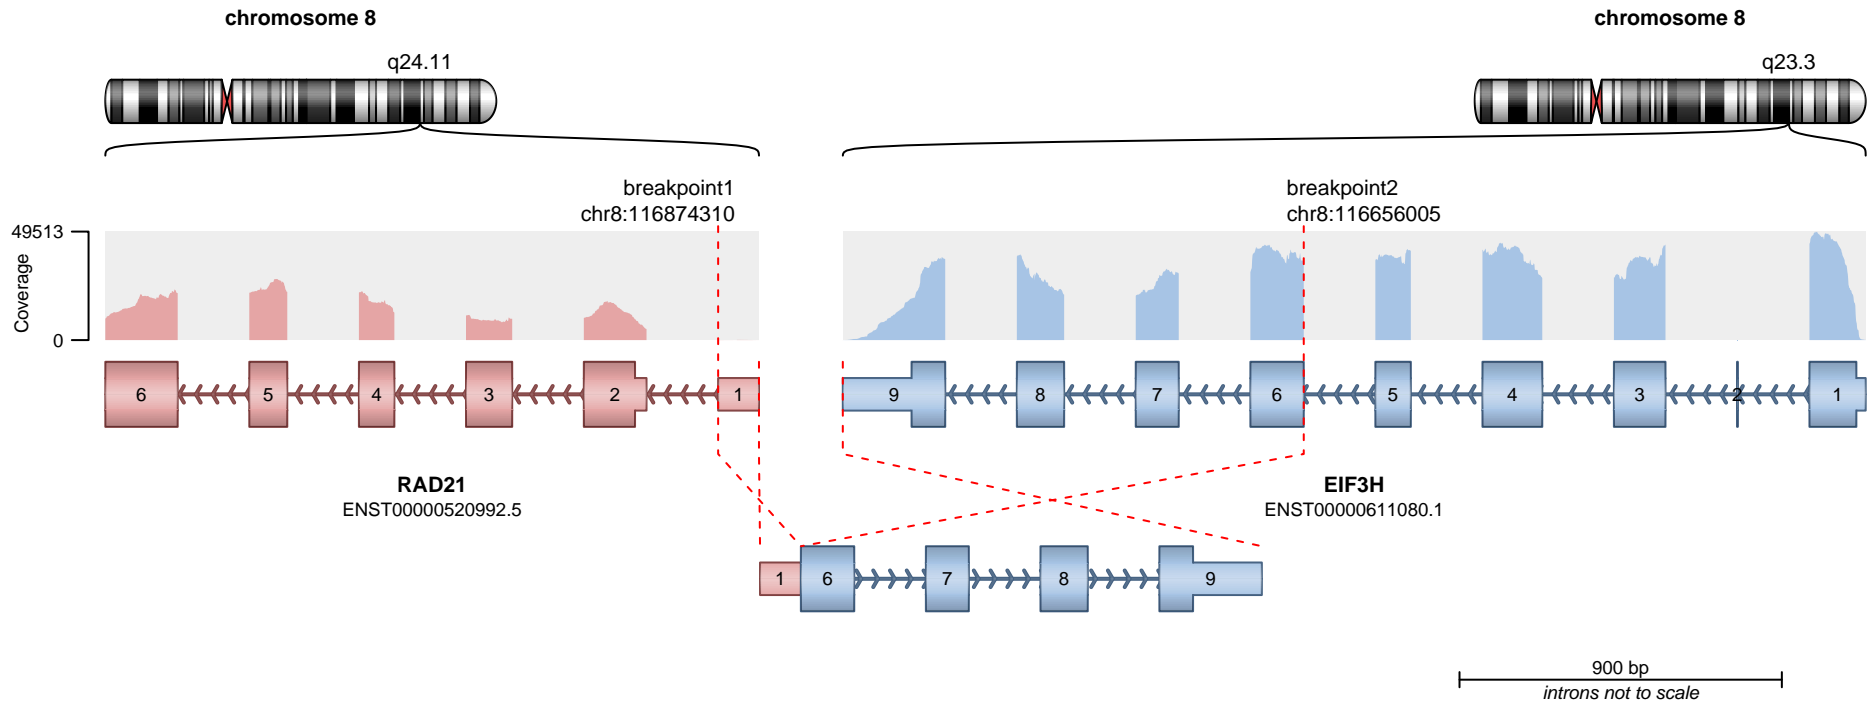 chromosome 8
chromosome 8
q24.11
q23.3
breakpoint1
chr8:116874310
breakpoint2
chr8:116656005
49513
Coverage
0
6 5 4 3 2 1
9 8 7 6 5 4 3 2 1
RAD21
ENST00000520992.5
EIF3H
ENST00000611080.1
1 6 7 8 9
900 bp
introns not to scale